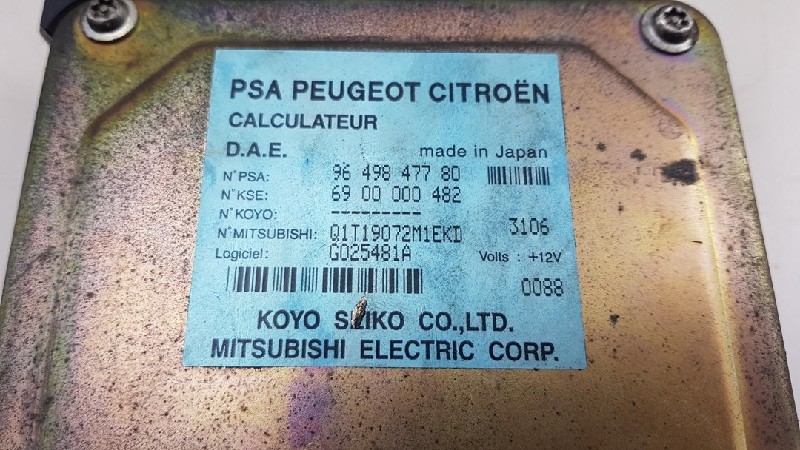 PSA PEUGEOT CITROËN
CALCULATEUR
D.A.E. made in Japan
N°PSA: 96 498 477 80
N°KSE: 69 00 000 482
N°KOYO: ---------
N°MITSUBISHI: Q1T19072M1EKD 3106
Logiciel: G025481A Volts : +12V
0088
KOYO SEIKO CO.,LTD.
MITSUBISHI ELECTRIC CORP.